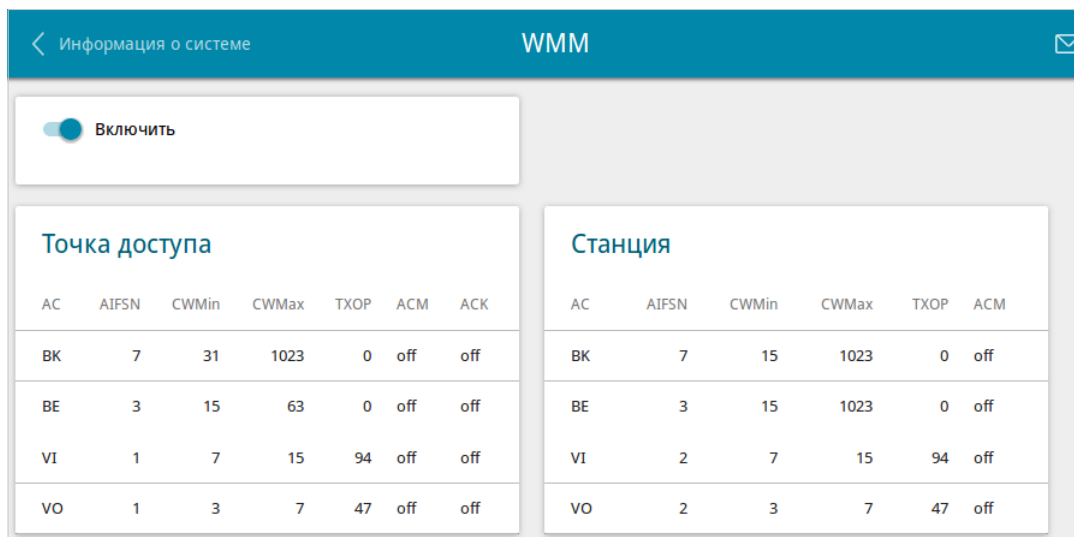 Информация о системе WMM
Включить
Точка доступа
AC AIFSN CWMin CWMax TXOP ACM ACK
BK 7 31 1023 0 off off
BE 3 15 63 0 off off
VI 1 7 15 94 off off
VO 1 3 7 47 off off
Станция
AC AIFSN CWMin CWMax TXOP ACM
BK 7 15 1023 0 off
BE 3 15 1023 0 off
VI 2 7 15 94 off
VO 2 3 7 47 off